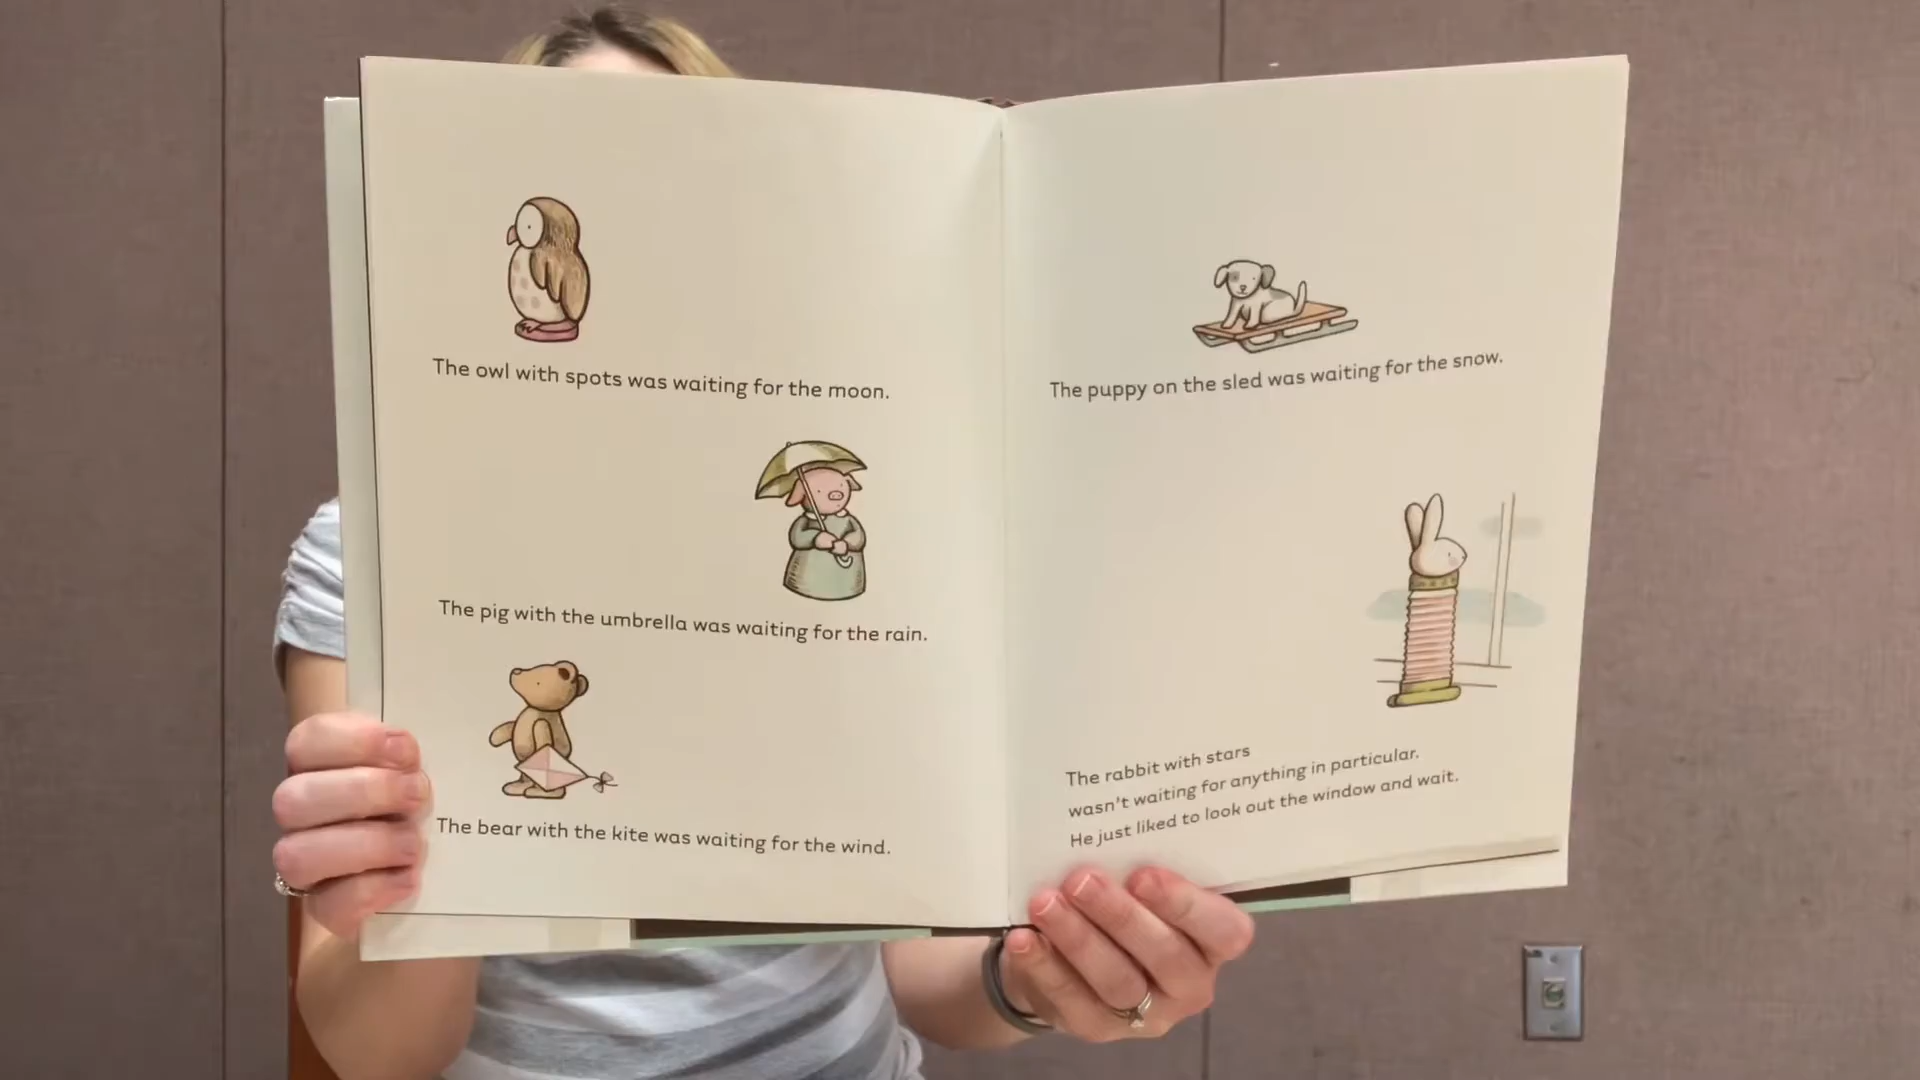 The owl with spots was waiting for the moon.
The pig with the umbrella was waiting for the rain.
The bear with the kite was waiting for the wind.
The puppy on the sled was waiting for the snow.
The rabbit with stars
wasn't waiting for anything in particular.
He just liked to look out the window and wait.